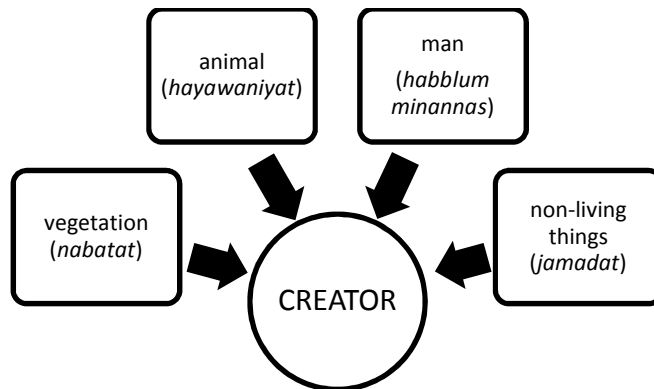 animal
(hayawaniyat)
man
(habblum
minannas)
vegetation
(nabatat)
non-living
things
(jamadat)
CREATOR